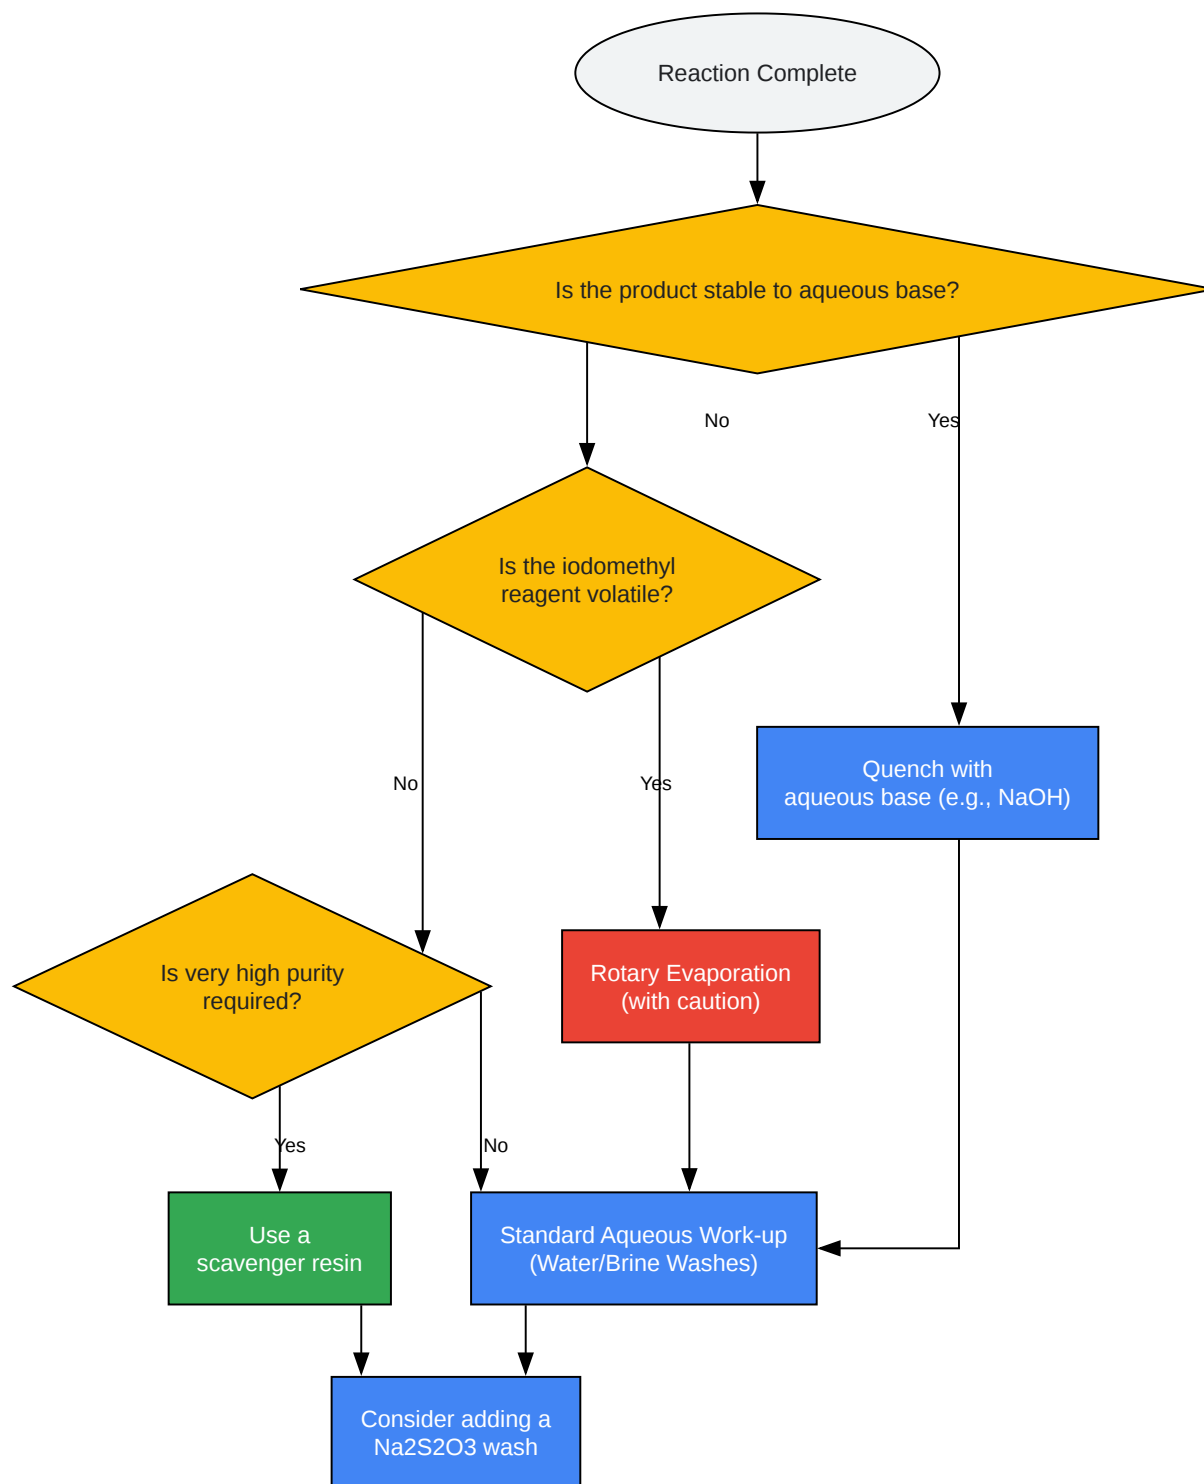 Reaction Complete
Is the product stable to aqueous base?
No
Yes
Is the iodomethyl
reagent volatile?
No
Yes
Quench with
aqueous base (e.g., NaOH)
Is very high purity
required?
Rotary Evaporation
(with caution)
Yes
No
Use a
scavenger resin
Standard Aqueous Work-up
(Water/Brine Washes)
Consider adding a
Na2S2O3 wash